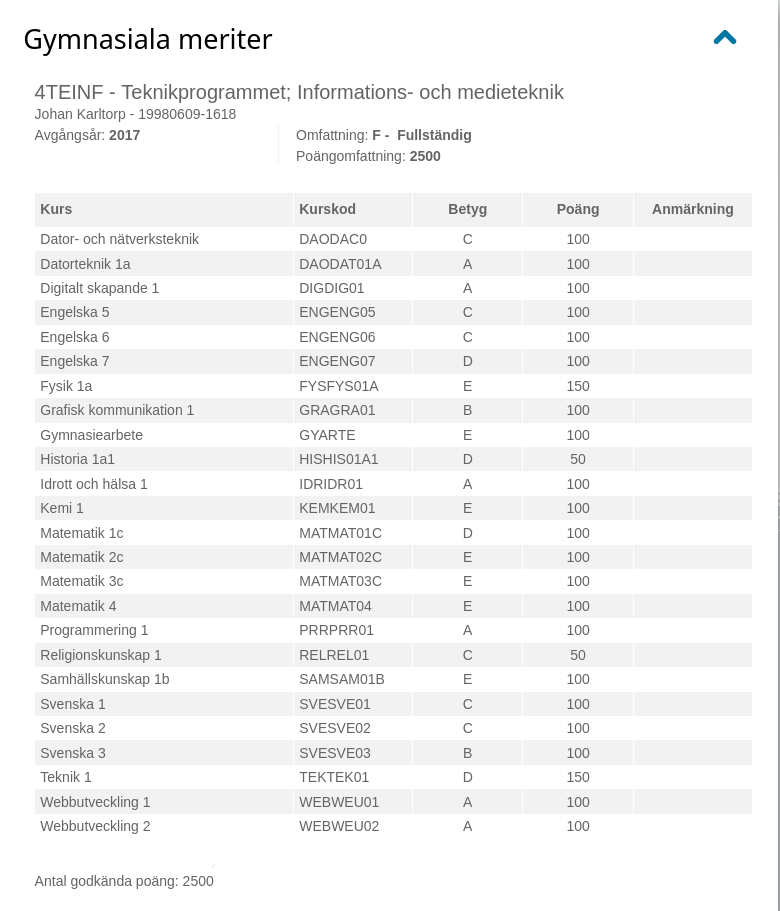 Gymnasiala meriter
4TEINF - Teknikprogrammet; Informations- och medieteknik
Johan Karltorp - 19980609-1618
Avgångsår: 2017 Omfattning: F - Fullständig
Poängomfattning: 2500
Kurs Kurskod Betyg Poäng Anmärkning
Dator- och nätverksteknik DAODAC0 C 100
Datorteknik 1a DAODAT01A A 100
Digitalt skapande 1 DIGDIG01 A 100
Engelska 5 ENGENG05 C 100
Engelska 6 ENGENG06 C 100
Engelska 7 ENGENG07 D 100
Fysik 1a FYSFYS01A E 150
Grafisk kommunikation 1 GRAGRA01 B 100
Gymnasiearbete GYARTE E 100
Historia 1a1 HISHIS01A1 D 50
Idrott och hälsa 1 IDRIDR01 A 100
Kemi 1 KEMKEM01 E 100
Matematik 1c MATMAT01C D 100
Matematik 2c MATMAT02C E 100
Matematik 3c MATMAT03C E 100
Matematik 4 MATMAT04 E 100
Programmering 1 PRRPRR01 A 100
Religionskunskap 1 RELREL01 C 50
Samhällskunskap 1b SAMSAM01B E 100
Svenska 1 SVESVE01 C 100
Svenska 2 SVESVE02 C 100
Svenska 3 SVESVE03 B 100
Teknik 1 TEKTEK01 D 150
Webbutveckling 1 WEBWEU01 A 100
Webbutveckling 2 WEBWEU02 A 100
Antal godkända poäng: 2500